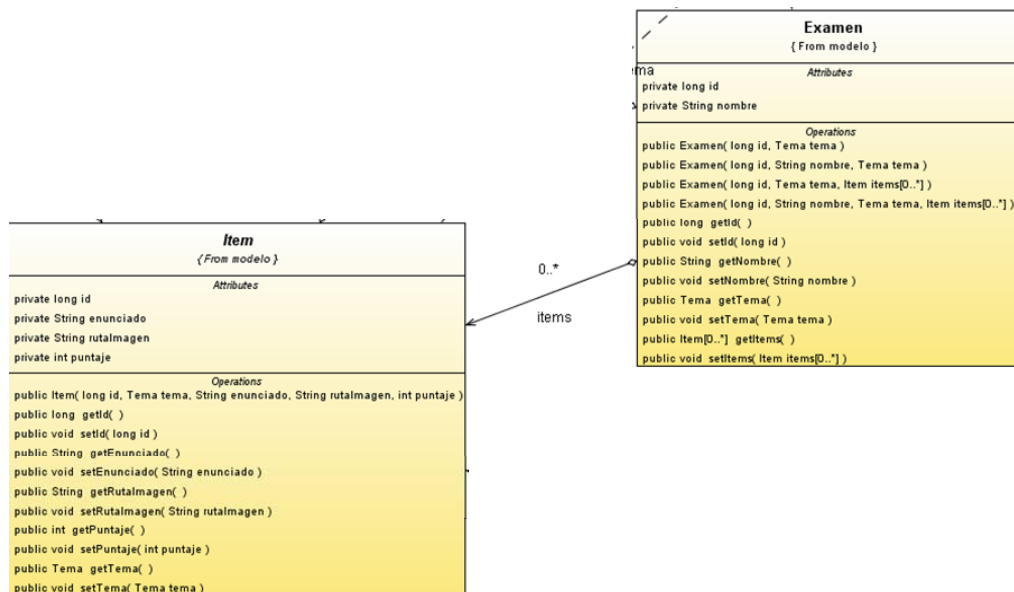 Examen
{ From modelo }
Attributes
private long id
private String nombre
Operations
public Examen( long id, Tema tema )
public Examen( long id, String nombre, Tema tema )
public Examen( long id, Tema tema, Item items[0..*] )
public Examen( long id, String nombre, Tema tema, Item items[0..*] )
public long getId( )
public void setId( long id )
public String getNombre( )
public void setNombre( String nombre )
public Tema getTema( )
public void setTema( Tema tema )
public Item[0..*] getItems( )
public void setItems( Item items[0..*] )
ema
0..*
items
Item
{ From modelo }
Attributes
private long id
private String enunciado
private String rutaImagen
private int puntaje
Operations
public Item( long id, Tema tema, String enunciado, String rutaImagen, int puntaje )
public long getId( )
public void setId( long id )
public String getEnunciado( )
public void setEnunciado( String enunciado )
public String getRutaImagen( )
public void setRutaImagen( String rutaImagen )
public int getPuntaje( )
public void setPuntaje( int puntaje )
public Tema getTema( )
public void setTema( Tema tema )